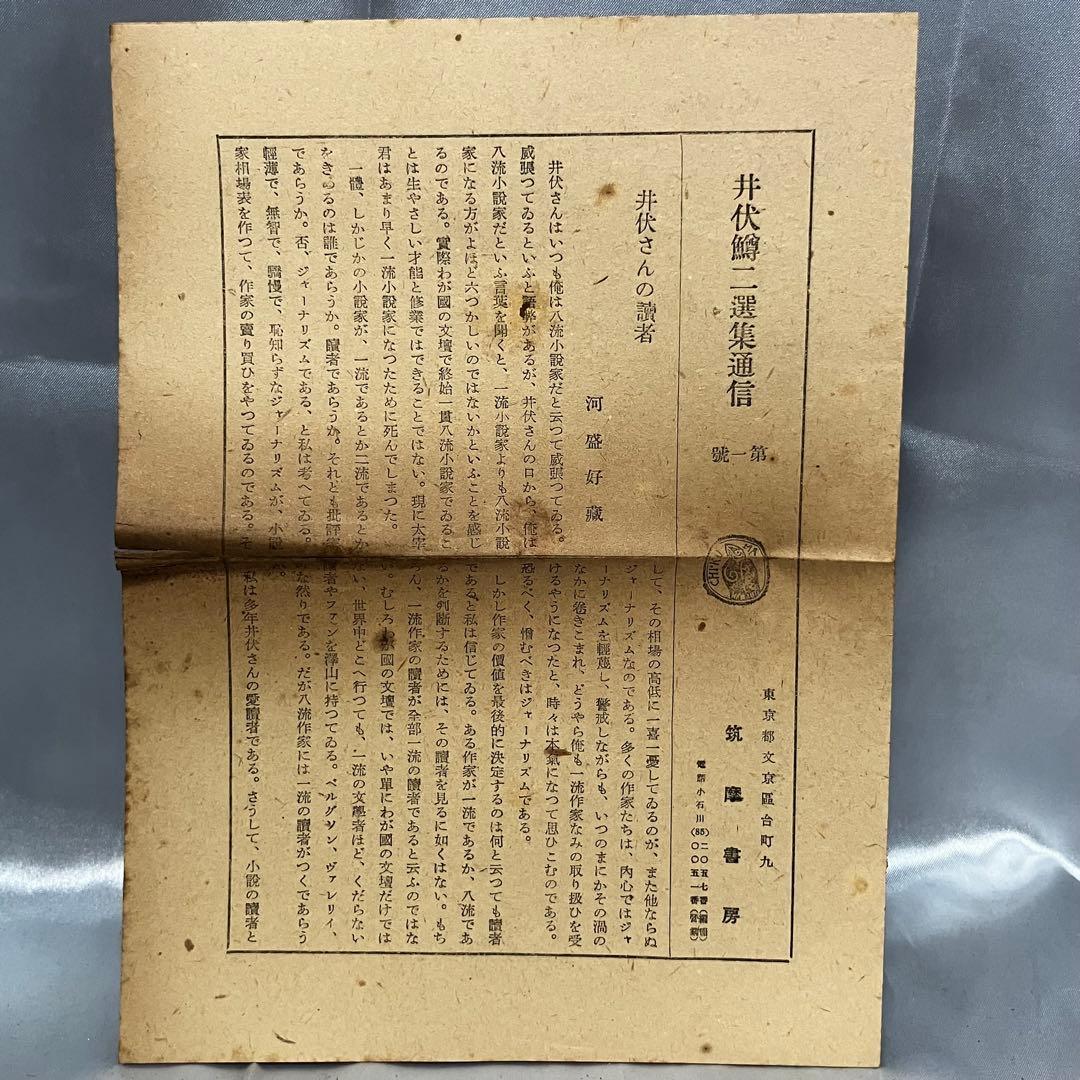 井伏鱒二選集通信
第一號
東京都文京區台町九
筑摩書房
電話小石川(85)
井伏さんの讀者
河盛好藏
井伏さんはいつも俺は八流小説家だと云つて威張つてゐる。
威張つてゐるといふと語弊があるが、井伏さんの口から、俺は
八流小説家だといふ言葉を聞くと、一流小説家よりも八流小説
家になる方がよほど六つかしいのではないかといふことを感じ
るのである。實際わが國の文壇で終始一貫八流小説家でゐるこ
とは生やさしい才能と修業ではできることではない。現に太宰
君はあまり早く一流小説家になつたために死んでしまつた。
一體、しかじかの小説家が、一流であるとか二流であるとか
をきめるのは誰であらうか。讀者であらうか。それとも批評家
であらうか。否、ジャーナリズムである、と私は考へてゐる。
輕薄で、無智で、驕慢で、恥知らずなジャーナリズムが、小説
家相場表を作つて、作家の賣り買ひをやつてゐるのである。そ
して、その相場の高低に一喜一憂してゐるのが、また他ならぬ
ジャーナリズムなのである。多くの作家たちは、内心ではジャ
ーナリズムを輕蔑し、警戒しながらも、いつのまにかその渦の
なかに卷きこまれ、どうやら俺も一流作家なみの取り扱ひを受
けるやうになつたと、時々は本氣になつて思ひこむのである。
恐るべく、憎むべきはジャーナリズムである。
しかし作家の價値を最後的に決定するのは何と云つても讀者
であると私は信じてゐる。ある作家が一流であるか、八流であ
るかを判斷するためには、その讀者を見るに如くはない。もち
ろん、一流作家の讀者が全部一流の讀者であると云ふのではな
い。むしろわが國の文壇では、いや單にわが國の文壇だけでは
ない、世界中どこへ行つても、一流の文學者ほど、くだらない
讀者やファンを澤山に持つてゐる。ベルグソン、ヴァレリイ、
な然りである。だが八流作家には一流の讀者がつくであらう
私は多年井伏さんの愛讀者である。さうして、小説の讀者と